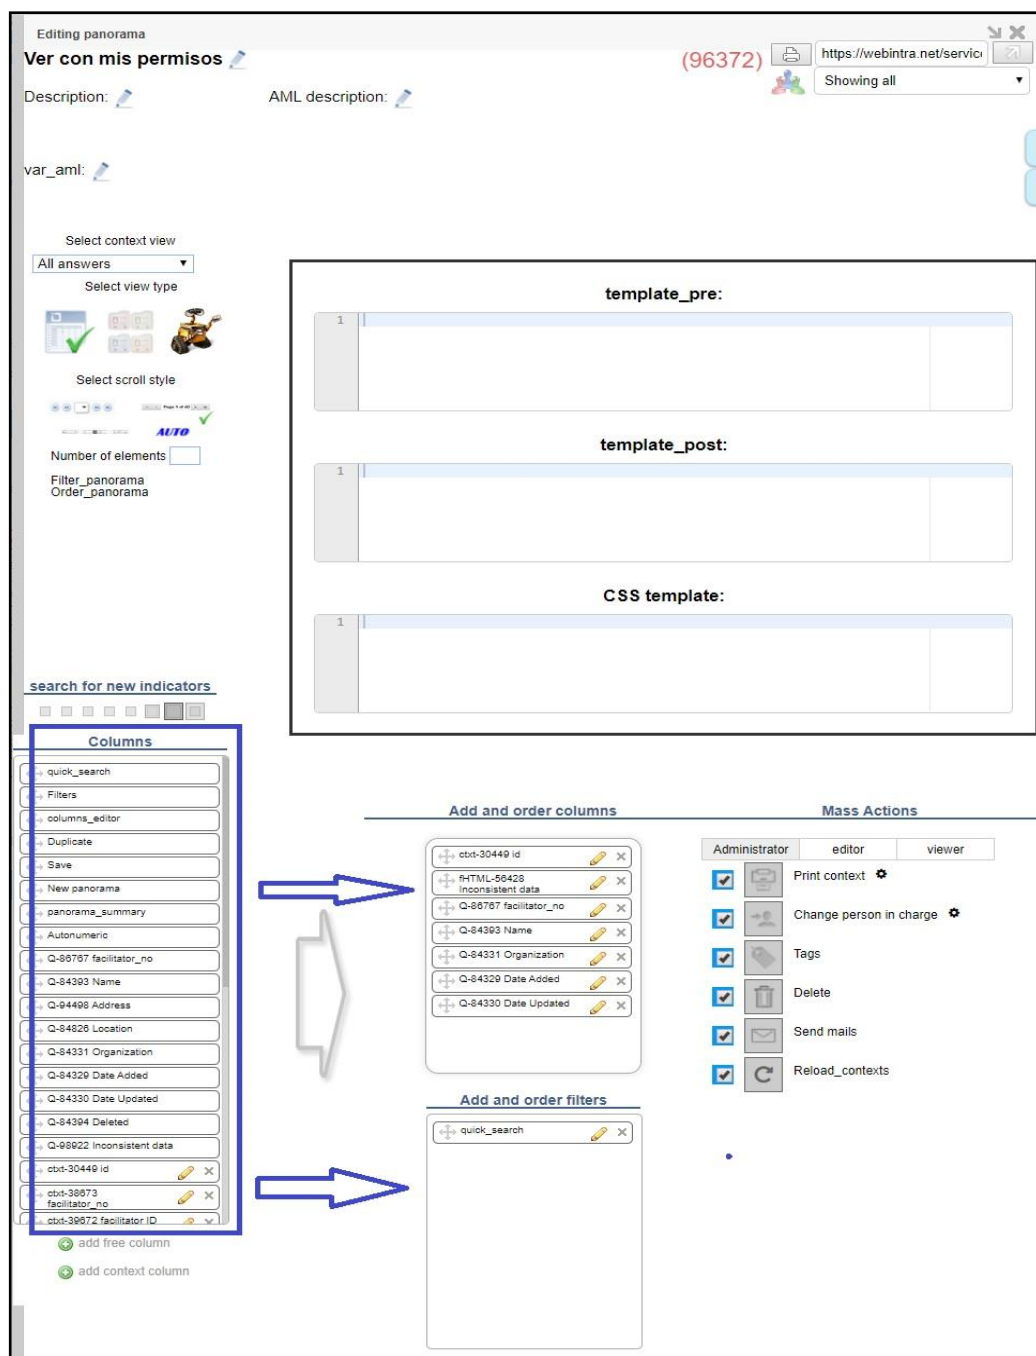 Editing panorama
Ver con mis permisos
(96372)
https://webintra.net/servic
Showing all
Description:
AML description:
var_aml:
Select context view
All answers
Select view type
Select scroll style
Page 1 of 40
AUTO
Number of elements
Filter_panorama
Order_panorama
template_pre:
1
template_post:
1
CSS template:
1
search for new indicators
Columns
quick_search
Filters
columns_editor
Duplicate
Save
New panorama
panorama_summary
Autonumeric
Q-86767 facilitator_no
Q-84393 Name
Q-94498 Address
Q-84826 Location
Q-84331 Organization
Q-84329 Date Added
Q-84330 Date Updated
Q-84394 Deleted
Q-98922 Inconsistent data
ctxt-30449 id
ctxt-38673
facilitator_no
ctxt-39672 facilitator ID
add free column
add context column
Add and order columns
ctxt-30449 id
fHTML-56428
Inconsistent data
Q-86767 facilitator_no
Q-84393 Name
Q-84331 Organization
Q-84329 Date Added
Q-84330 Date Updated
Add and order filters
quick_search
Mass Actions
Administrator editor viewer
Print context
Change person in charge
Tags
Delete
Send mails
Reload_contexts